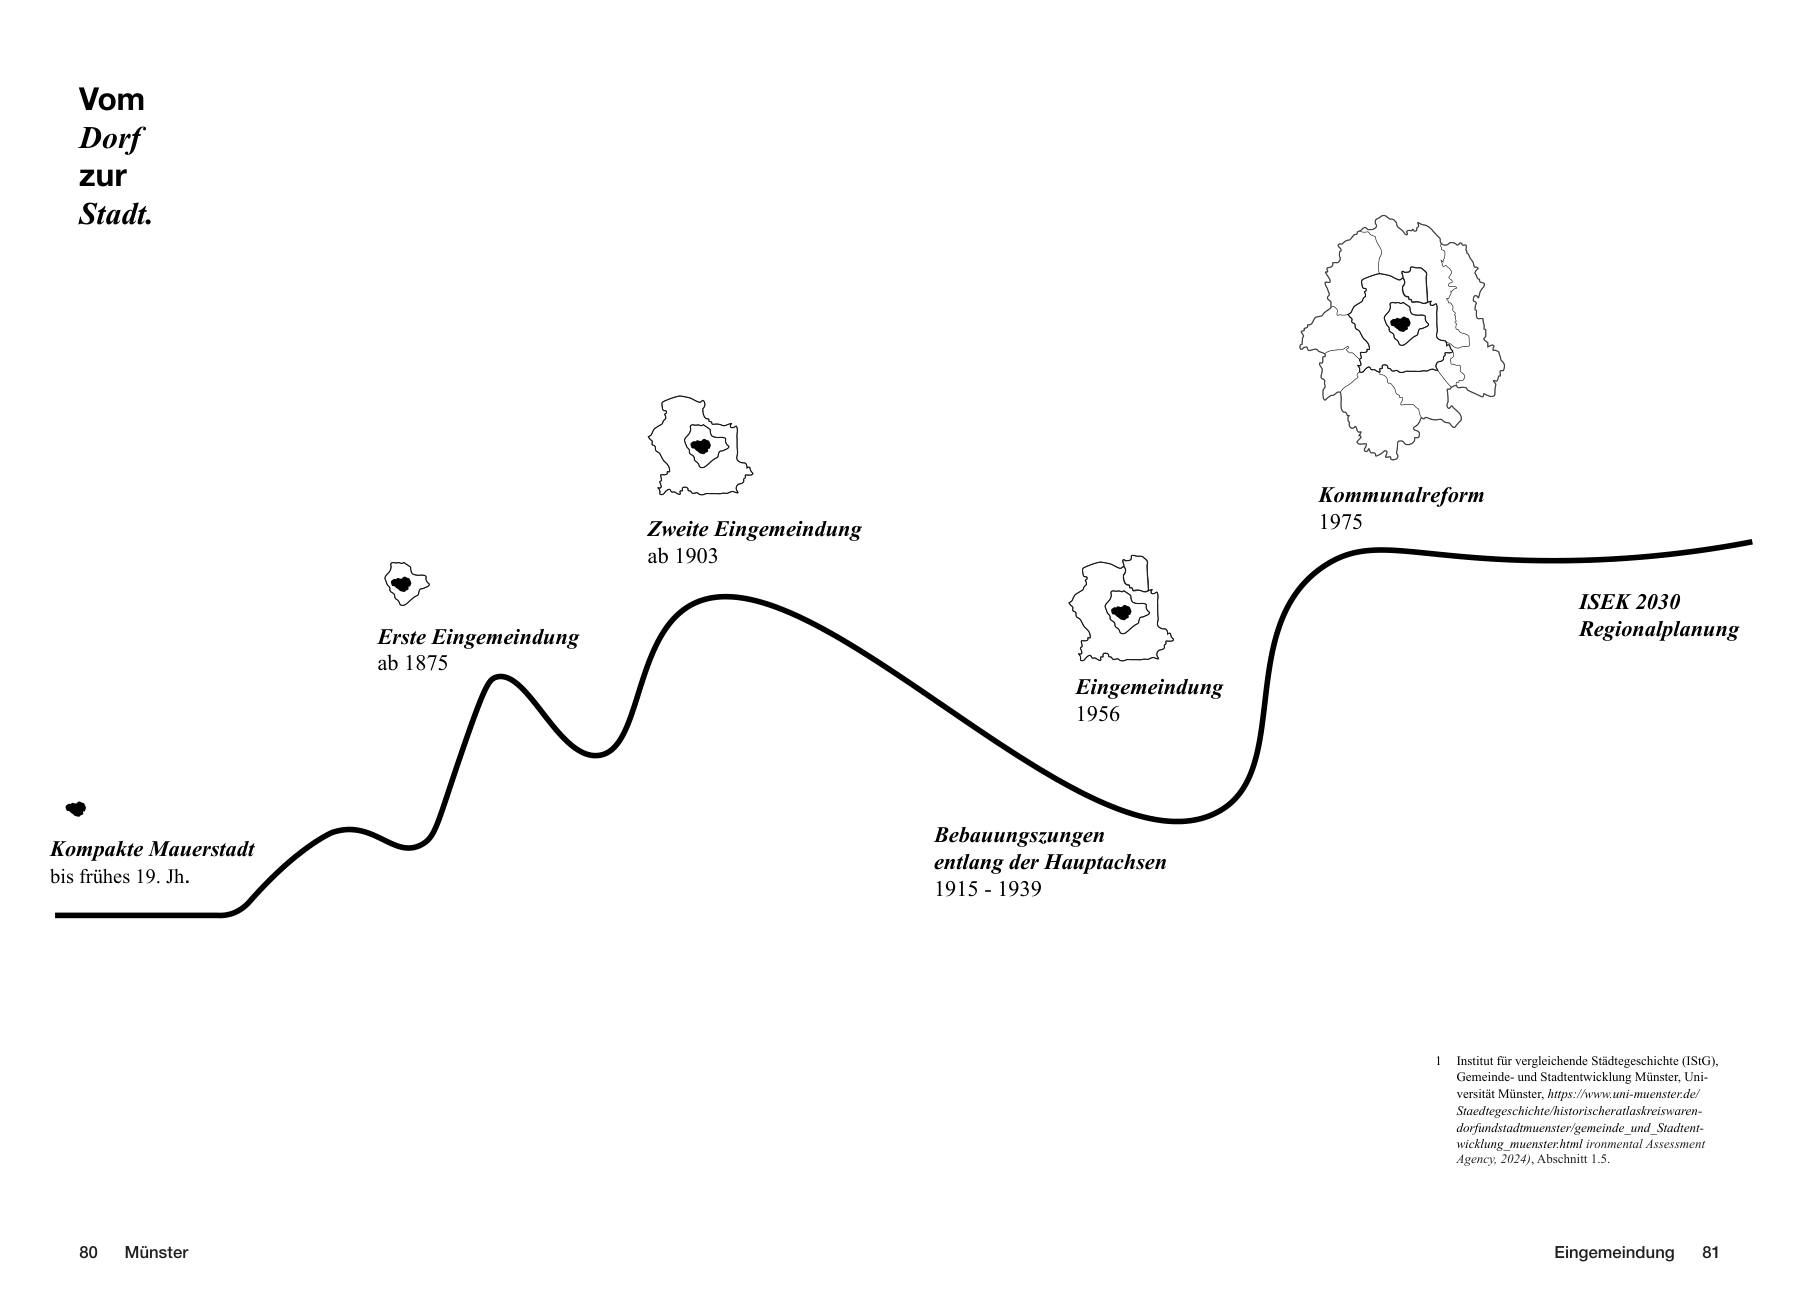 Vom
Dorf
zur
Stadt.
Kompakte Mauerstadt
bis frühes 19. Jh.
Erste Eingemeindung
ab 1875
Zweite Eingemeindung
ab 1903
Bebauungszungen
entlang der Hauptachsen
1915 - 1939
Eingemeindung
1956
Kommunalreform
1975
ISEK 2030
Regionalplanung
1 Institut für vergleichende Städtegeschichte (IStG),
Gemeinde- und Stadtentwicklung Münster, Uni-
versität Münster, https://www.uni-muenster.de/
Staedtegeschichte/historischeratlaskreiswaren-
dorfundstadtmuenster/gemeinde_und_Stadtent-
wicklung_muenster.html ironmental Assessment
Agency, 2024), Abschnitt 1.5.
80 Münster
Eingemeindung 81